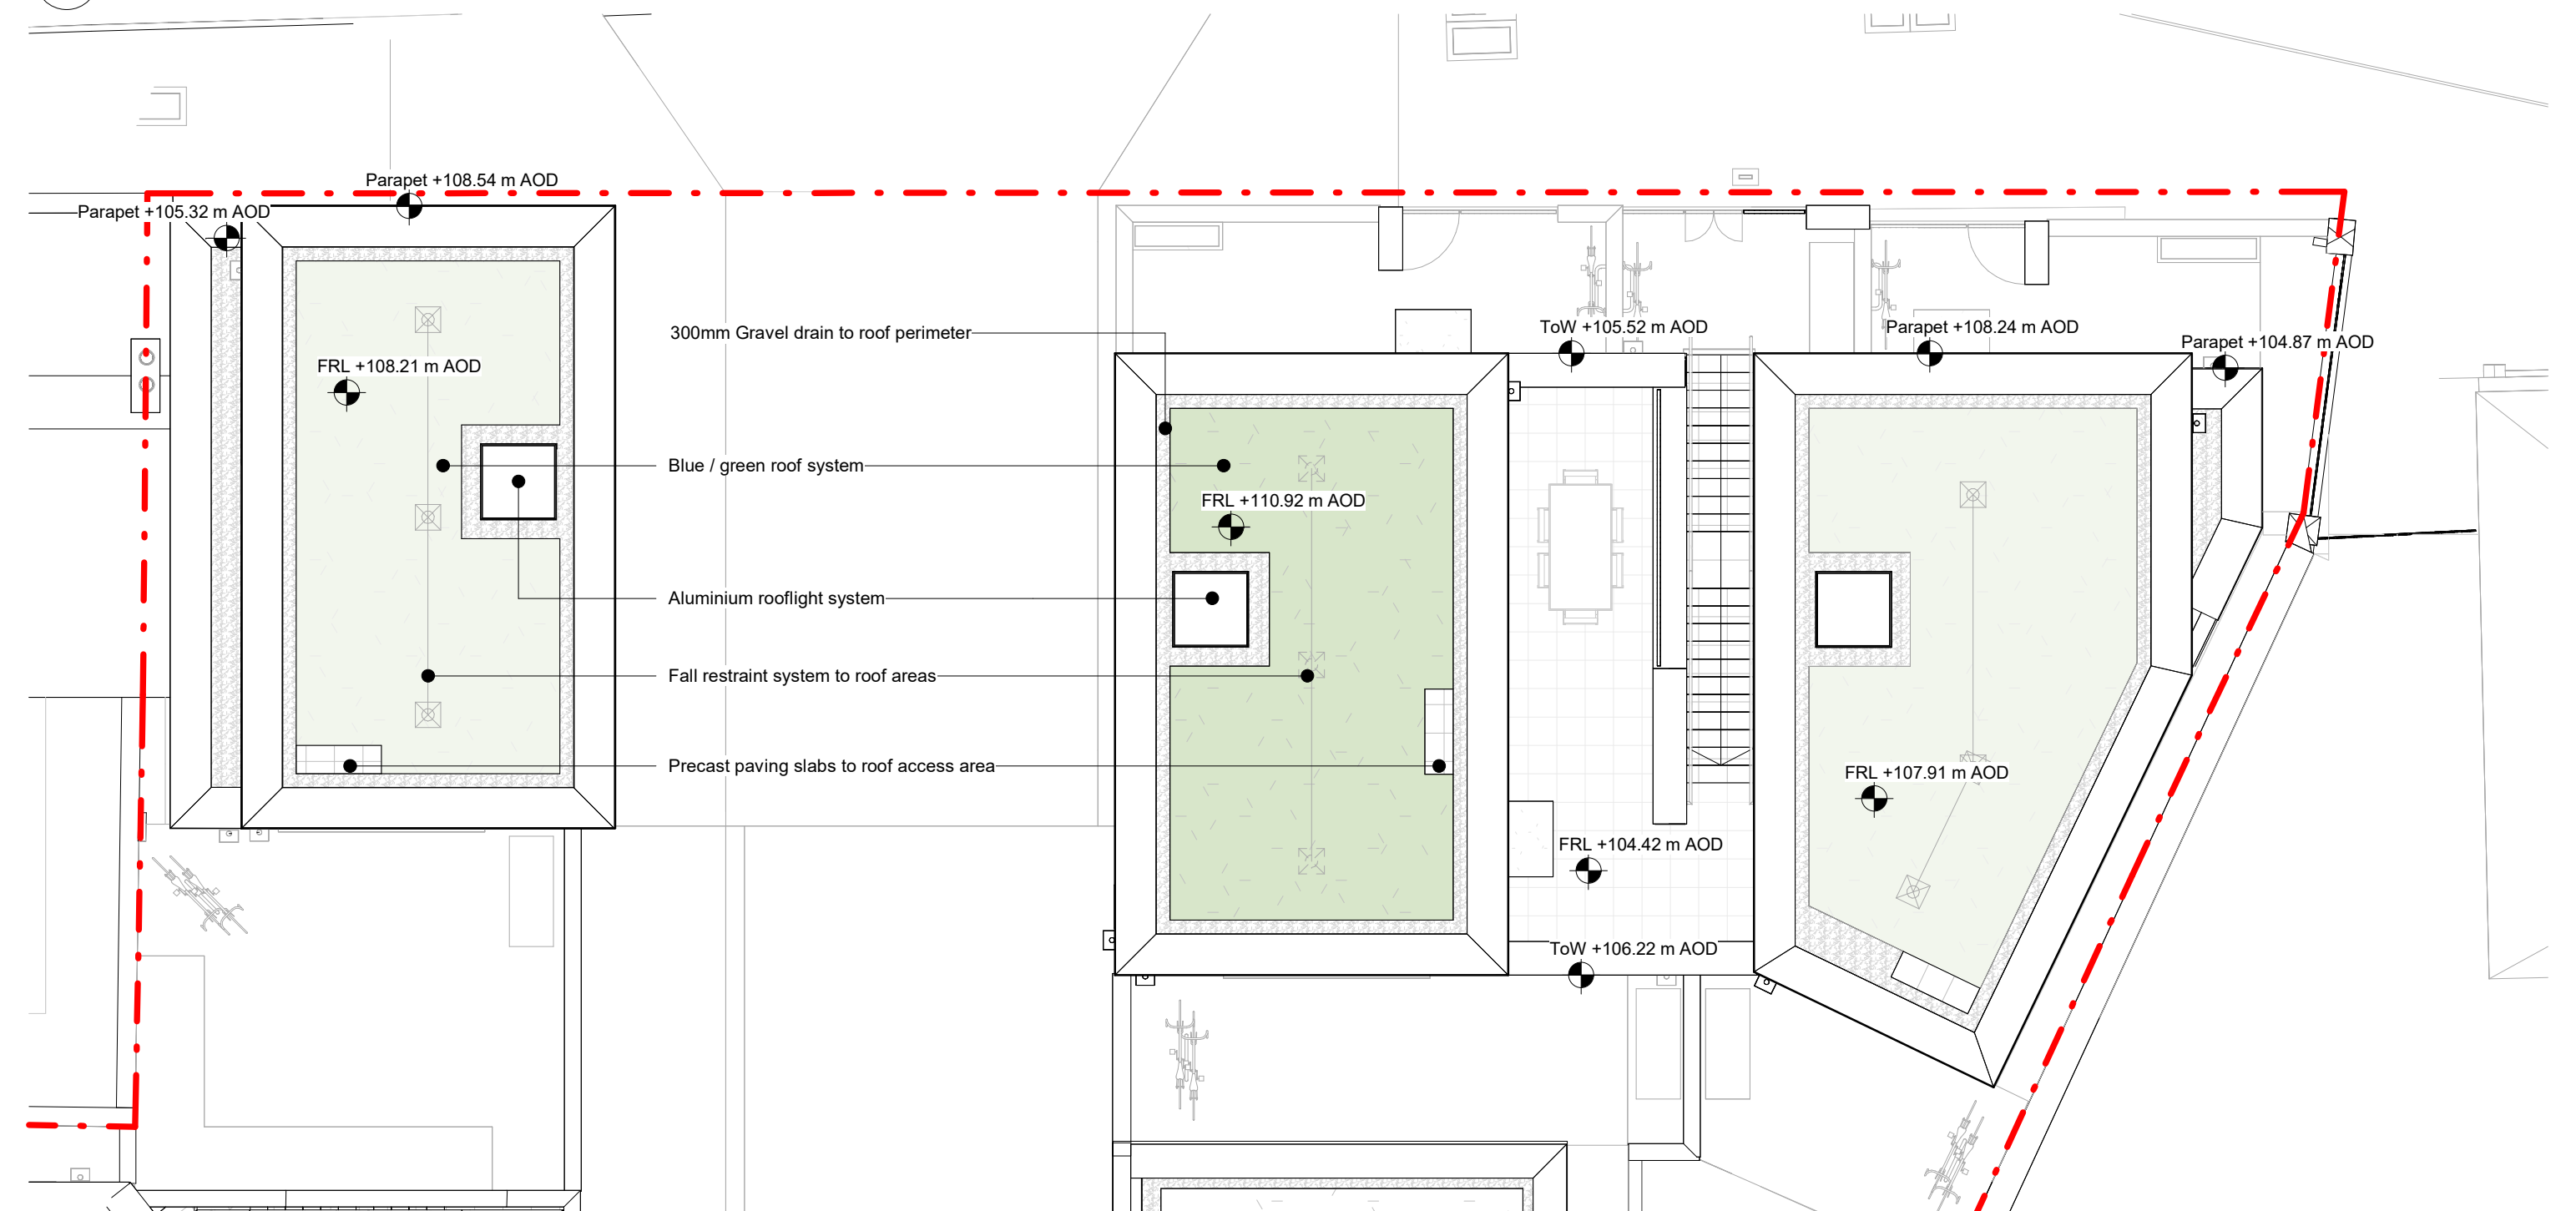 Parapet +108.54 m AOD
Parapet +105.32 m AOD
300mm Gravel drain to roof perimeter
ToW +105.52 m AOD
Parapet +108.24 m AOD
Parapet +104.87 m AOD
FRL +108.21 m AOD
Blue / green roof system
FRL +110.92 m AOD
Aluminium rooflight system
Fall restraint system to roof areas
Precast paving slabs to roof access area
FRL +107.91 m AOD
FRL +104.42 m AOD
ToW +106.22 m AOD